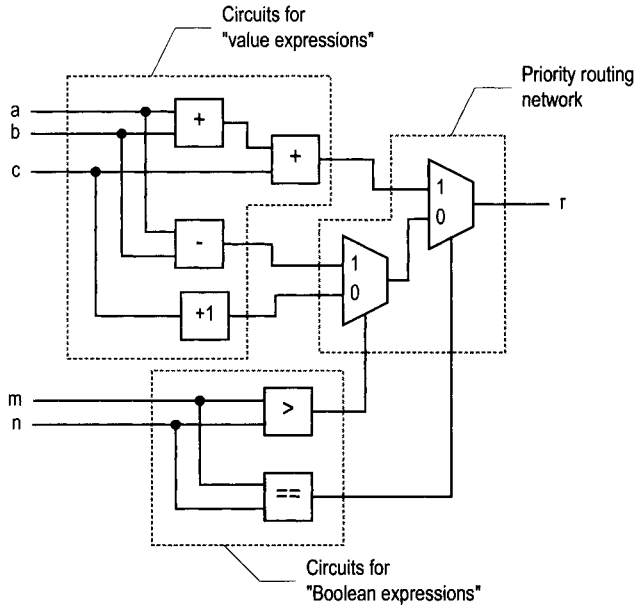 Circuits for
"value expressions"
Priority routing
network
a
b
c
+
+
-
+1
1
0
1
0
r
m
n
>
==
Circuits for
"Boolean expressions"